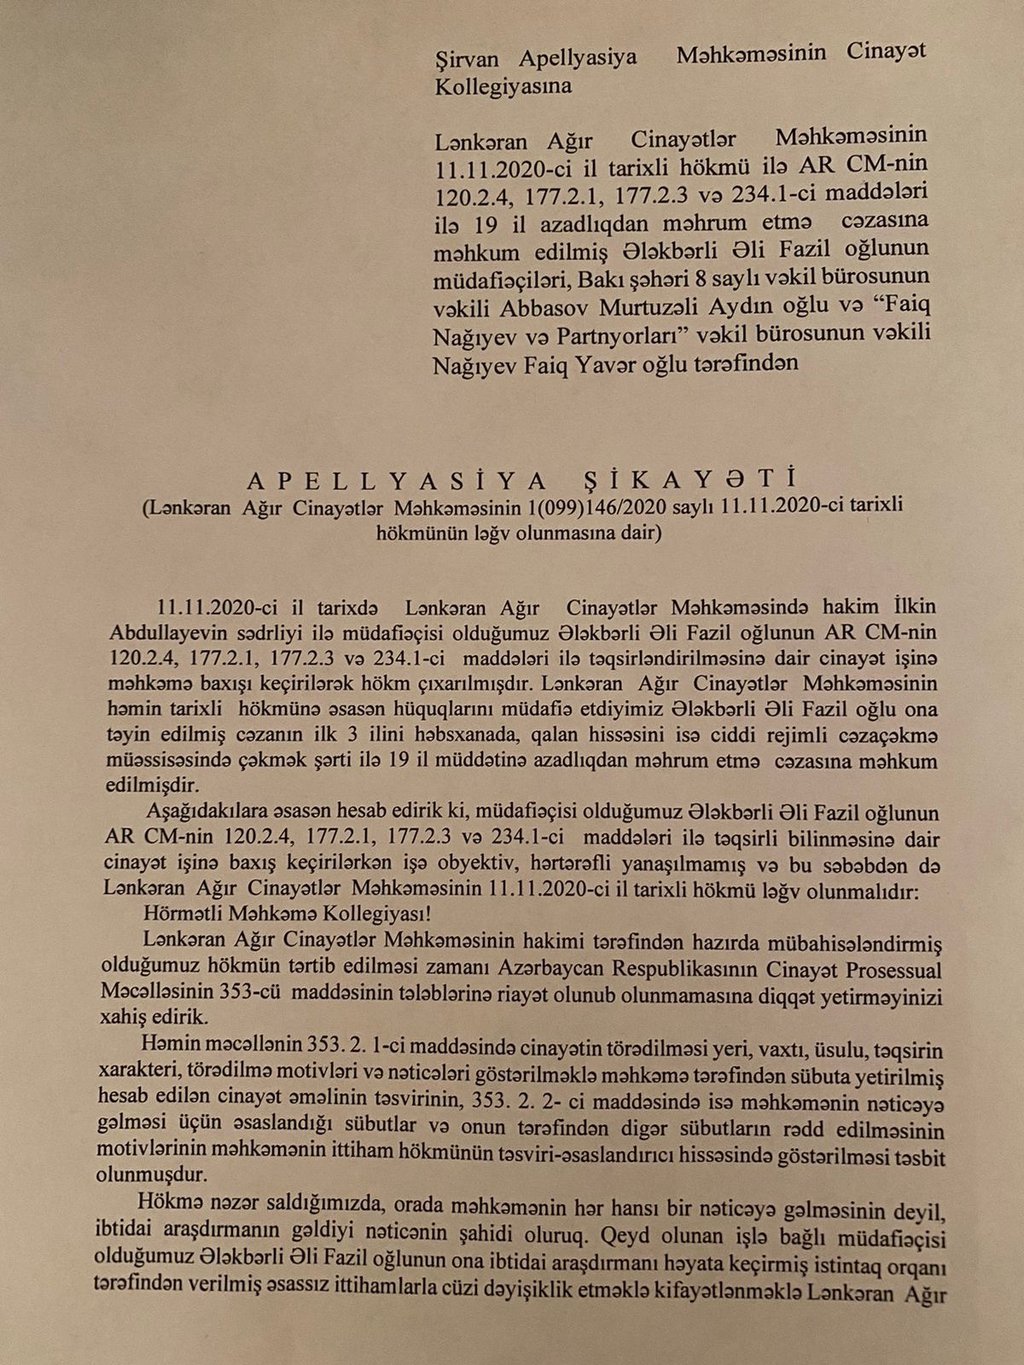 Şirvan Apellyasiya Məhkəməsinin Cinayət
Kollegiyasına
Lənkəran Ağır Cinayətlər Məhkəməsinin
11.11.2020-ci il tarixli hökmü ilə AR CM-nin
120.2.4, 177.2.1, 177.2.3 və 234.1-ci maddələri
ilə 19 il azadlıqdan məhrum etmə cəzasına
məhkum edilmiş Ələkbərli Əli Fazil oğlunun
müdafiəçiləri, Bakı şəhəri 8 saylı vəkil bürosunun
vəkili Abbasov Murtuzəli Aydın oğlu və “Faiq
Nağıyev və Partnyorları” vəkil bürosunun vəkili
Nağıyev Faiq Yavər oğlu tərəfindən
A P E L L Y A S İ Y A Ş İ K A Y Ə T İ
(Lənkəran Ağır Cinayətlər Məhkəməsinin 1(099)146/2020 saylı 11.11.2020-ci tarixli
hökmünün ləğv olunmasına dair)
11.11.2020-ci il tarixdə Lənkəran Ağır Cinayətlər Məhkəməsində hakim İlkin
Abdullayevin sədrliyi ilə müdafiəçisi olduğumuz Ələkbərli Əli Fazil oğlunun AR CM-nin
120.2.4, 177.2.1, 177.2.3 və 234.1-ci maddələri ilə təqsirləndirilməsinə dair cinayət işinə
məhkəmə baxışı keçirilərək hökm çıxarılmışdır. Lənkəran Ağır Cinayətlər Məhkəməsinin
həmin tarixli hökmünə əsasən hüquqlarını müdafiə etdiyimiz Ələkbərli Əli Fazil oğlu ona
təyin edilmiş cəzanın ilk 3 ilini həbsxanada, qalan hissəsini isə ciddi rejimli cəzaçəkmə
müəssisəsində çəkmək şərti ilə 19 il müddətinə azadlıqdan məhrum etmə cəzasına məhkum
edilmişdir.
Aşağıdakılara əsasən hesab edirik ki, müdafiəçisi olduğumuz Ələkbərli Əli Fazil oğlunun
AR CM-nin 120.2.4, 177.2.1, 177.2.3 və 234.1-ci maddələri ilə təqsirli bilinməsinə dair
cinayət işinə baxış keçirilərkən işə obyektiv, hərtərəfli yanaşılmamış və bu səbəbdən də
Lənkəran Ağır Cinayətlər Məhkəməsinin 11.11.2020-ci il tarixli hökmü ləğv olunmalıdır:
Hörmətli Məhkəmə Kollegiyası!
Lənkəran Ağır Cinayətlər Məhkəməsinin hakimi tərəfindən hazırda mübahisələndirmiş
olduğumuz hökmün tərtib edilməsi zamanı Azərbaycan Respublikasının Cinayət Prosessual
Məcəlləsinin 353-cü maddəsinin tələblərinə riayət olunub olunmamasına diqqət yetirməyinizi
xahiş edirik.
Həmin məcəllənin 353. 2. 1-ci maddəsində cinayətin törədilməsi yeri, vaxtı, üsulu, təqsirin
xarakteri, törədilmə motivləri və nəticələri göstərilməklə məhkəmə tərəfindən sübuta yetirilmiş
hesab edilən cinayət əməlinin təsvirinin, 353. 2. 2- ci maddəsində isə məhkəmənin nəticəyə
gəlməsi üçün əsaslandığı sübutlar və onun tərəfindən digər sübutların rədd edilməsinin
motivlərinin məhkəmənin ittiham hökmünün təsviri-əsaslandırıcı hissəsində göstərilməsi təsbit
olunmuşdur.
Hökmə nəzər saldığımızda, orada məhkəmənin hər hansı bir nəticəyə gəlməsinin deyil,
ibtidai araşdırmanın gəldiyi nəticənin şahidi oluruq. Qeyd olunan işlə bağlı müdafiəçisi
olduğumuz Ələkbərli Əli Fazil oğlunun ona ibtidai araşdırmanı həyata keçirmiş istintaq orqanı
tərəfindən verilmiş əsassız ittihamlarla cüzi dəyişiklik etməklə kifayətlənməklə Lənkəran Ağır